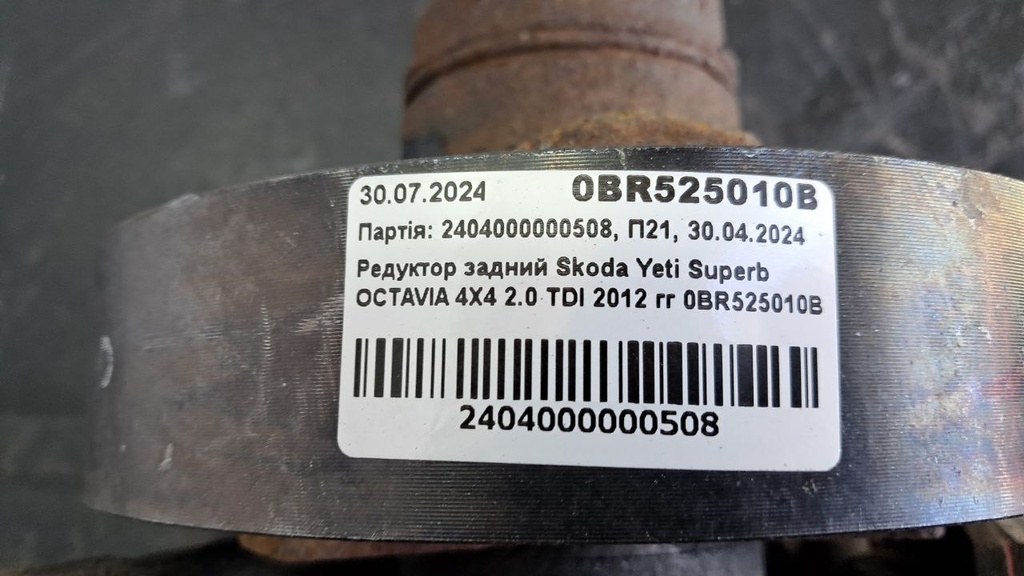 30.07.2024 0BR525010B
Партія: 2404000000508, П21, 30.04.2024
Редуктор задний Skoda Yeti Superb
OCTAVIA 4X4 2.0 TDI 2012 гг 0BR525010B
2404000000508